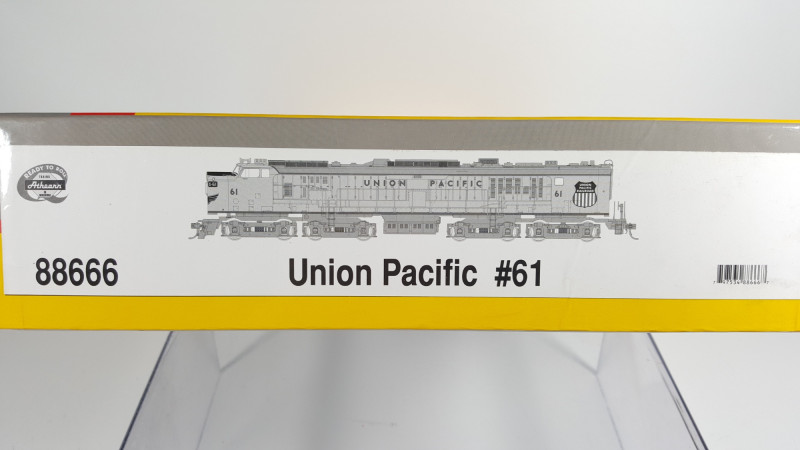 READY TO ROLL
Athearn
UNION PACIFIC
61
61
88666
Union Pacific #61